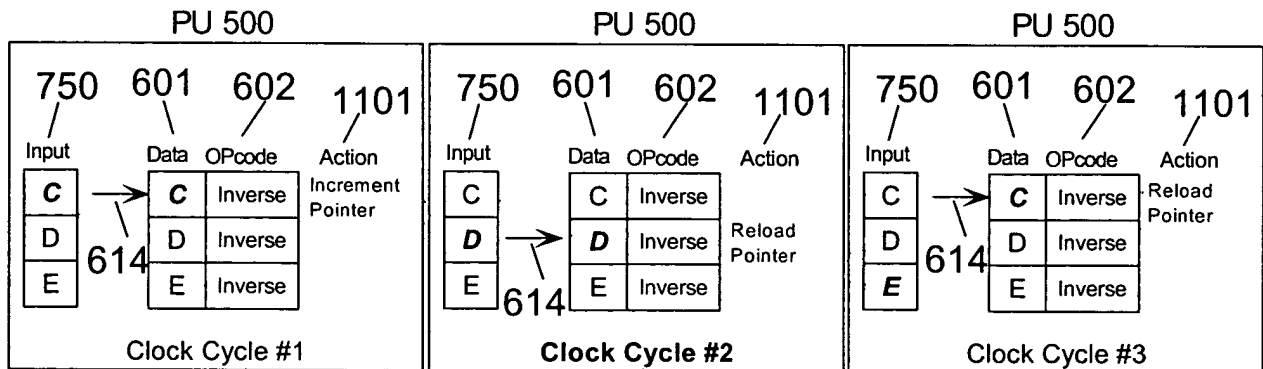 PU 500
750 601 602 1101
Input Data OPcode Action
C C Inverse Increment
Pointer
D D Inverse
614
E E Inverse
Clock Cycle #1
PU 500
750 601 602 1101
Input Data OPcode Action
C C Inverse
D D Inverse Reload
Pointer
E E Inverse
614
Clock Cycle #2
PU 500
750 601 602 1101
Input Data OPcode Action
C C Inverse Reload
Pointer
D D Inverse
614
E E Inverse
Clock Cycle #3